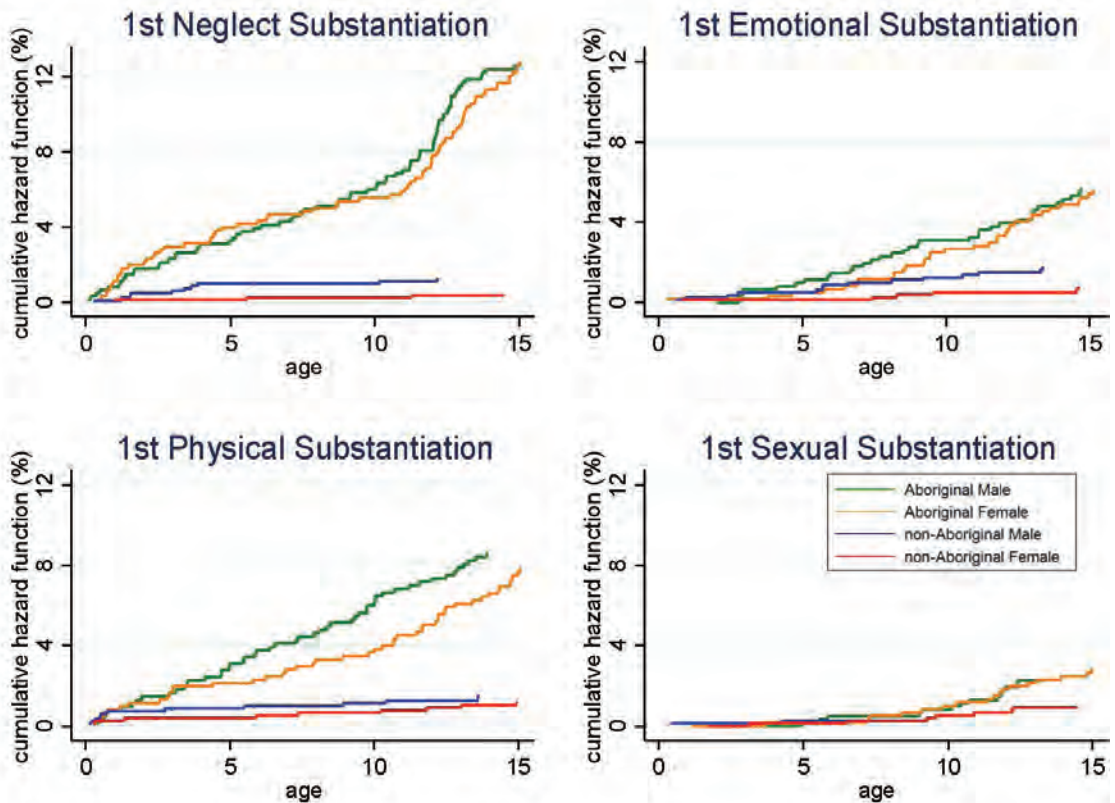 1st Neglect Substantiation
cumulative hazard function (%)
12
8
4
0
0 5 10 15
age
1st Emotional Substantiation
cumulative hazard function (%)
12
8
4
0
0 5 10 15
age
1st Physical Substantiation
cumulative hazard function (%)
12
8
4
0
0 5 10 15
age
1st Sexual Substantiation
cumulative hazard function (%)
12
8
4
0
Aboriginal Male
Aboriginal Female
non-Aboriginal Male
non-Aboriginal Female
0 5 10 15
age